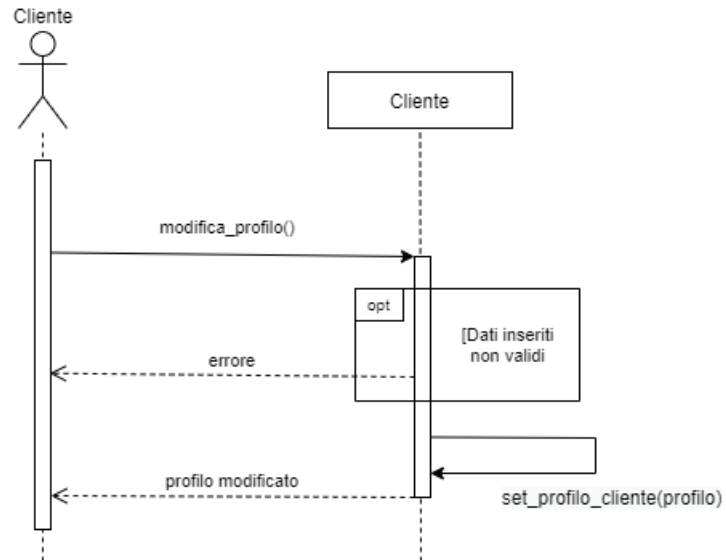 Cliente
Cliente
modifica_profilo()
opt
[Dati inseriti
non validi
errore
profilo modificato
set_profilo_cliente(profilo)